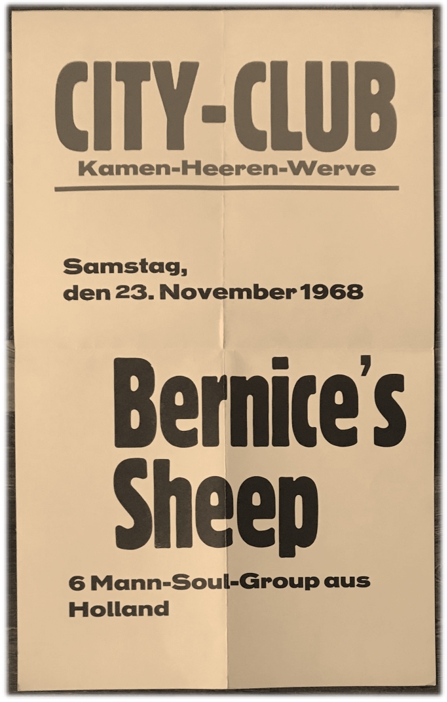 CITY-CLUB
Kamen-Heeren-Werve
Samstag,
den 23. November 1968
Bernice's
Sheep
6 Mann-Soul-Group aus
Holland